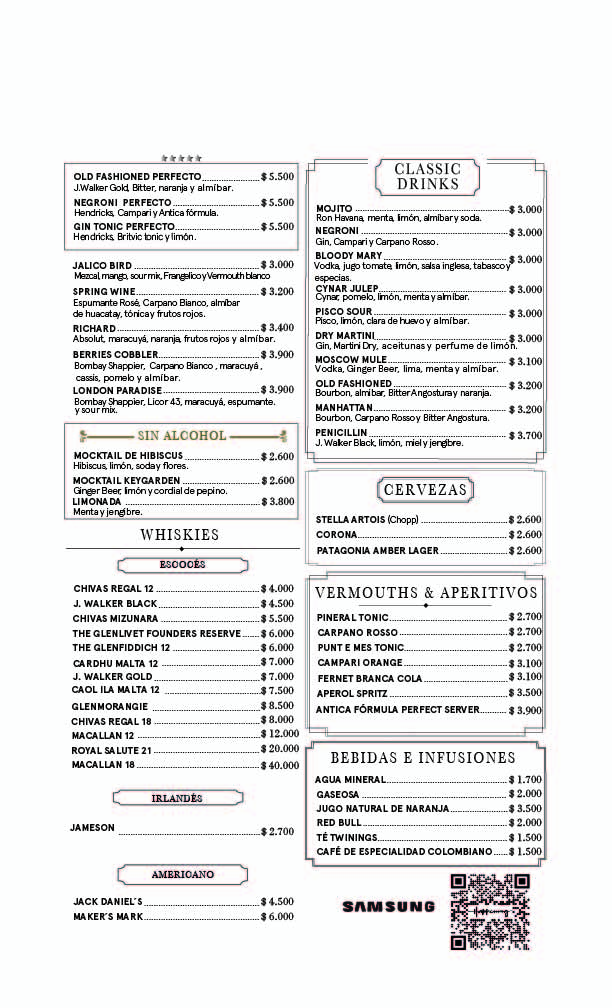 OLD FASHIONED PERFECTO $ 5.500
J.Walker Gold, Bitter, naranja y almíbar.
NEGRONI PERFECTO $ 5.500
Hendricks, Campari y Antica fórmula.
GIN TONIC PERFECTO $ 5.500
Hendricks, Britvic tonic y limón.
JALICO BIRD $ 3.000
Mezcal, mango, sour mix, Frangelico y Vermouth blanco
SPRING WINE $ 3.200
Espumante Rosé, Carpano Bianco, almíbar
de huacatay, tónica y frutos rojos.
RICHARD $ 3.400
Absolut, maracuyá, naranja, frutos rojos y almíbar.
BERRIES COBBLER $ 3.900
Bombay Shappier, Carpano Bianco , maracuyá ,
cassis, pomelo y almíbar.
LONDON PARADISE $ 3.900
Bombay Shappier, Licor 43, maracuyá, espumante.
y sour mix.
SIN ALCOHOL
MOCKTAIL DE HIBISCUS $ 2.600
Hibiscus, limón, soda y flores.
MOCKTAIL KEYGARDEN $ 2.600
Ginger Beer, limón y cordial de pepino.
LIMONADA $ 3.800
Menta y jengibre.
WHISKIES
ESCOCÉS
CHIVAS REGAL 12 $ 4.000
J. WALKER BLACK $ 4.500
CHIVAS MIZUNARA $ 5.500
THE GLENLIVET FOUNDERS RESERVE $ 6.000
THE GLENFIDDICH 12 $ 6.000
CARDHU MALTA 12 $ 7.000
J. WALKER GOLD $ 7.000
CAOL ILA MALTA 12 $ 7.500
GLENMORANGIE $ 8.500
CHIVAS REGAL 18 $ 8.000
MACALLAN 12 $ 12.000
ROYAL SALUTE 21 $ 20.000
MACALLAN 18 $ 40.000
IRLANDÉS
JAMESON $ 2.700
AMERICANO
JACK DANIEL'S $ 4.500
MAKER'S MARK $ 6.000
CLASSIC
DRINKS
MOJITO $ 3.000
Ron Havana, menta, limón, almíbar y soda.
NEGRONI $ 3.000
Gin, Campari y Carpano Rosso.
BLOODY MARY $ 3.000
Vodka, jugo tomate, limón, salsa inglesa, tabasco y
especias.
CYNAR JULEP $ 3.000
Cynar, pomelo, limón, menta y almíbar.
PISCO SOUR $ 3.000
Pisco, limón, clara de huevo y almíbar.
DRY MARTINI $ 3.000
Gin, Martini Dry, aceitunas y perfume de limón.
MOSCOW MULE $ 3.100
Vodka, Ginger Beer, lima, menta y almíbar.
OLD FASHIONED $ 3.200
Bourbon, almibar, Bitter Angostura y naranja.
MANHATTAN $ 3.200
Bourbon, Carpano Rosso y Bitter Angostura.
PENICILLIN $ 3.700
J. Walker Black, limón, miel y jengibre.
CERVEZAS
STELLA ARTOIS (Chopp) $ 2.600
CORONA $ 2.600
PATAGONIA AMBER LAGER $ 2.600
VERMOUTHS & APERITIVOS
PINERAL TONIC $ 2.700
CARPANO ROSSO $ 2.700
PUNT E MES TONIC $ 2.700
CAMPARI ORANGE $ 3.100
FERNET BRANCA COLA $ 3.100
APEROL SPRITZ $ 3.500
ANTICA FÓRMULA PERFECT SERVER $ 3.900
BEBIDAS E INFUSIONES
AGUA MINERAL $ 1.700
GASEOSA $ 2.000
JUGO NATURAL DE NARANJA $ 3.500
RED BULL $ 2.000
TÉ TWININGS $ 1.500
CAFÉ DE ESPECIALIDAD COLOMBIANO $ 1.500
SAMSUNG